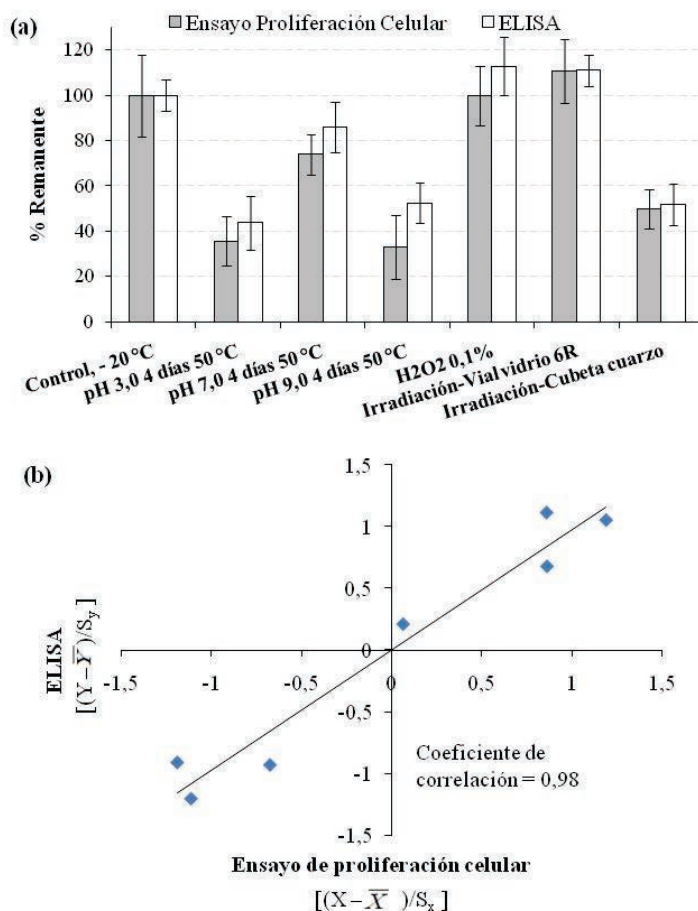 (a)
Ensayo Proliferación Celular ELISA
120
100
80
60
40
20
0
% Remanente
Control, - 20 °C
pH 3,0 4 días 50 °C
pH 7,0 4 días 50 °C
pH 9,0 4 días 50 °C
H2O2 0,1%
Irradiación-Vial vidrio 6R
Irradiación-Cubeta cuarzo
(b)
1,5
1
0,5
0
-0,5
-1
-1,5
-1,5 -1 -0,5 0 0,5 1 1,5
ELISA
[(Y–Y̅)/Sy]
Coeficiente de
correlación = 0,98
Ensayo de proliferación celular
[(X–X̅)/Sx]